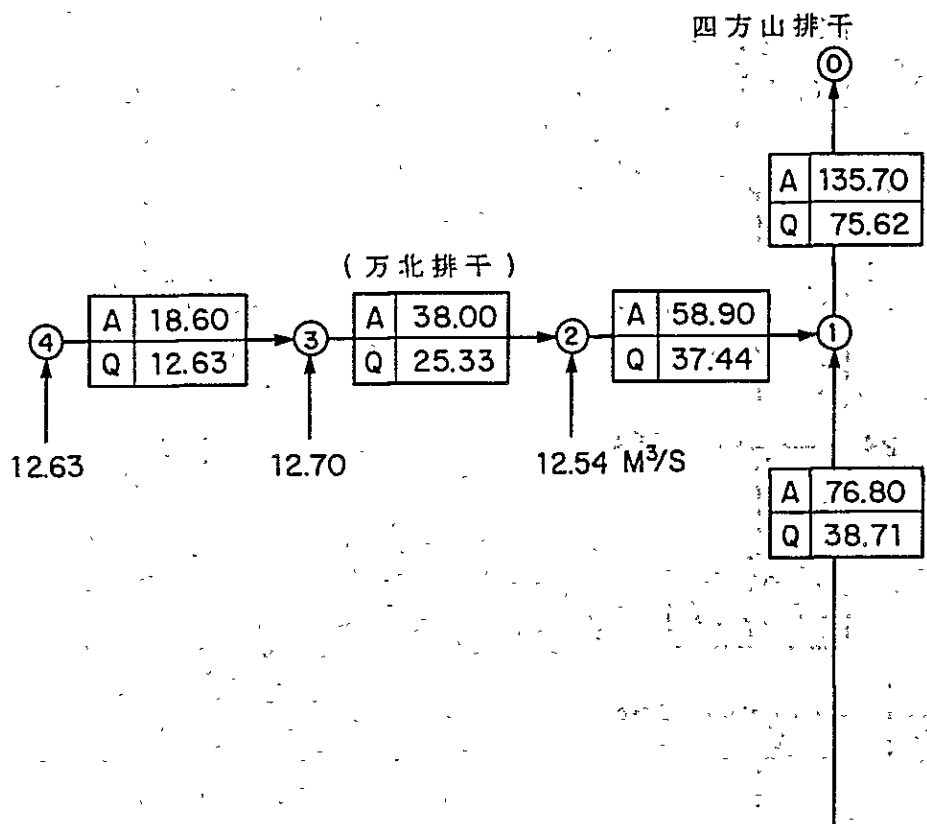 四方山排干
⓪
A 135.70
Q 75.62
(万北排干)
④
A 18.60
Q 12.63
③
A 38.00
Q 25.33
②
A 58.90
Q 37.44
①
12.63
12.70
12.54 M³/S
A 76.80
Q 38.71